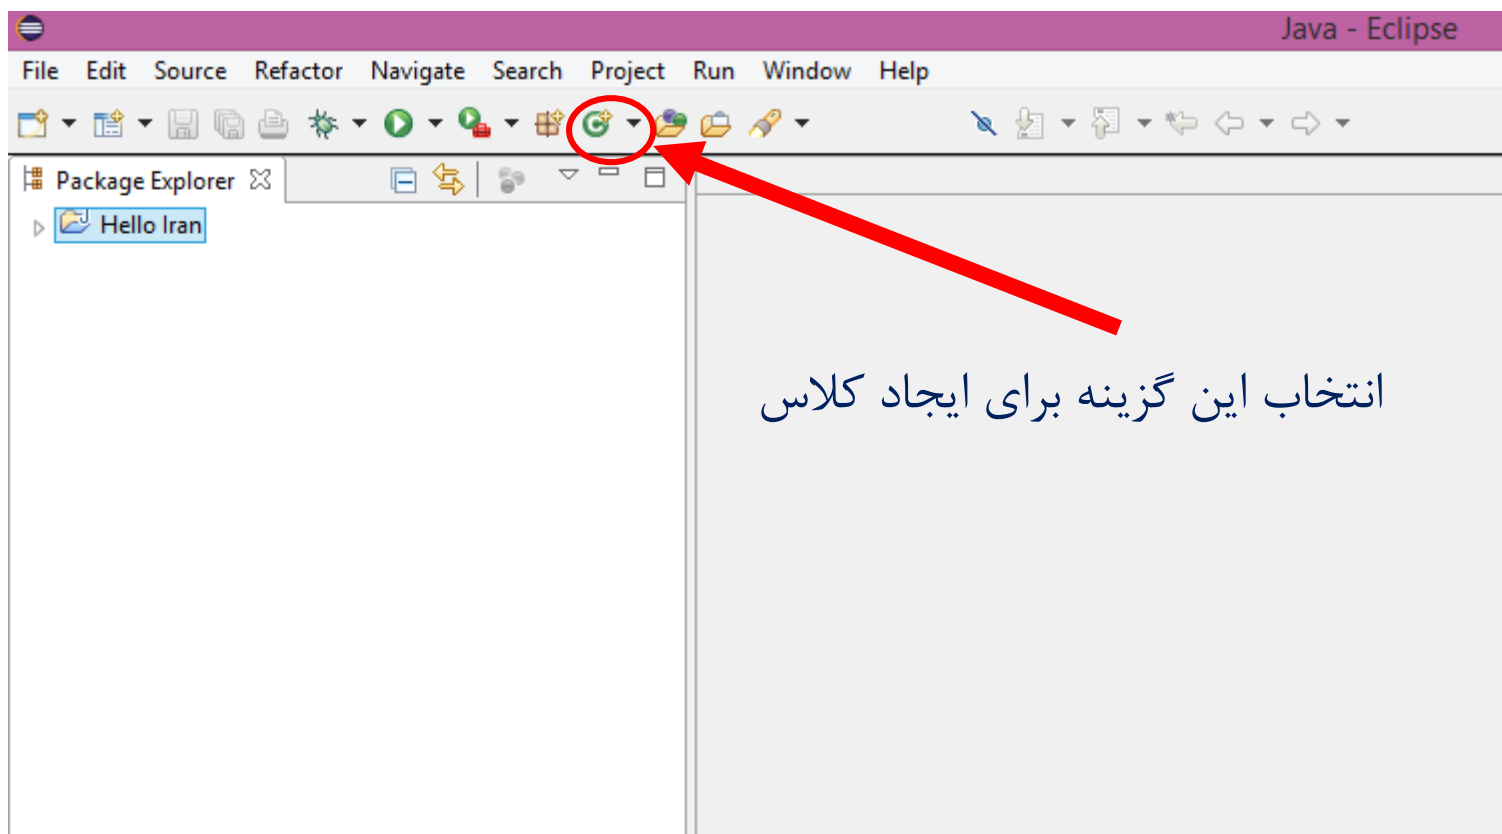 Java - Eclipse
File Edit Source Refactor Navigate Search Project Run Window Help
Package Explorer
Hello Iran
انتخاب این گزینه برای ایجاد کلاس